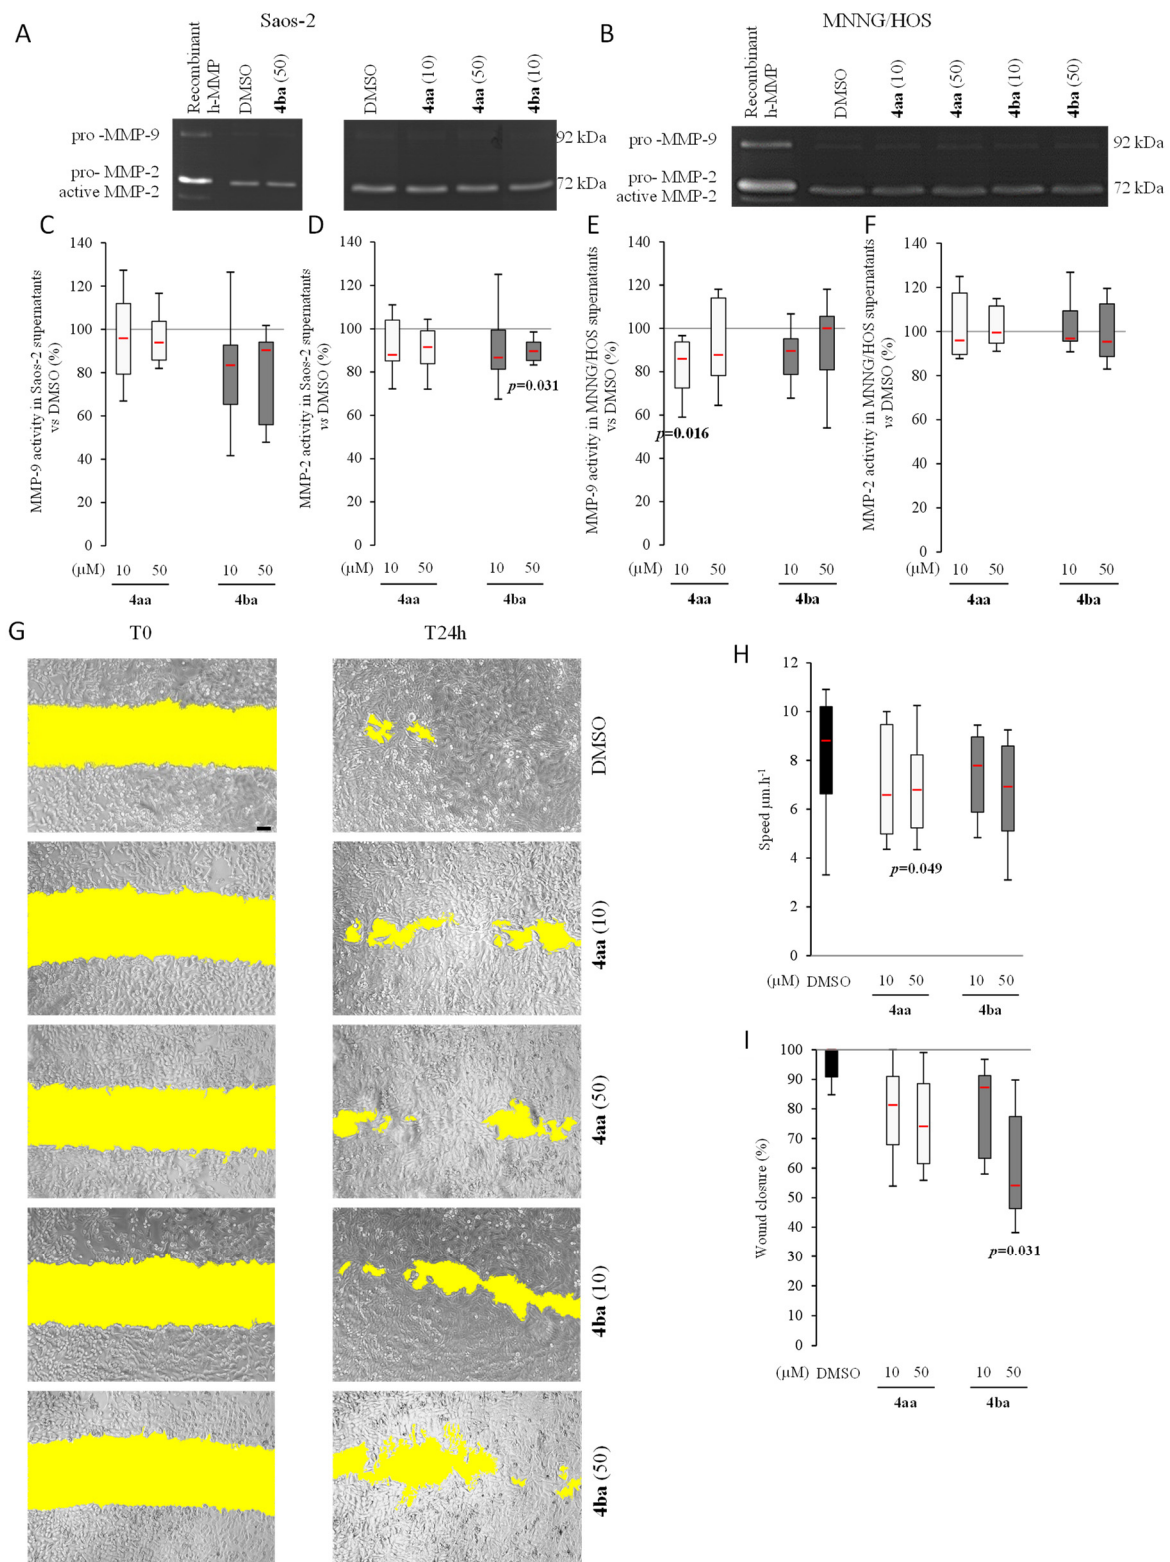 Saos-2
MNNG/HOS
A
Recombinant
h-MMP
DMSO
4ba (50)
DMSO
4aa (10)
4aa (50)
4ba (10)
pro -MMP-9
92 kDa
pro- MMP-2
active MMP-2
72 kDa
B
Recombinant
h-MMP
DMSO
4aa (10)
4aa (50)
4ba (10)
4ba (50)
pro -MMP-9
92 kDa
pro- MMP-2
active MMP-2
72 kDa
C
MMP-9 activity in Saos-2 supernatants
vs DMSO (%)
140
120
100
80
60
40
20
0
(µM) 10 50 10 50
4aa 4ba
D
MMP-2 activity in Saos-2 supernatants
vs DMSO (%)
140
120
100
80
60
40
20
0
p=0.031
10 50 10 50
4aa 4ba
E
MMP-9 activity in MNNG/HOS supernatants
vs DMSO (%)
140
120
100
80
60
40
20
0
p=0.016
(µM) 10 50 10 50
4aa 4ba
F
MMP-2 activity in MNNG/HOS supernatants
vs DMSO (%)
140
120
100
80
60
40
20
0
(µM) 10 50 10 50
4aa 4ba
G
T0 T24h
DMSO
4aa (10)
4aa (50)
4ba (10)
4ba (50)
H
Speed µm.h-1
12
10
8
6
4
2
0
p=0.049
(µM) DMSO 10 50 10 50
4aa 4ba
I
Wound closure (%)
100
90
80
70
60
50
40
30
20
10
0
p=0.031
(µM) DMSO 10 50 10 50
4aa 4ba